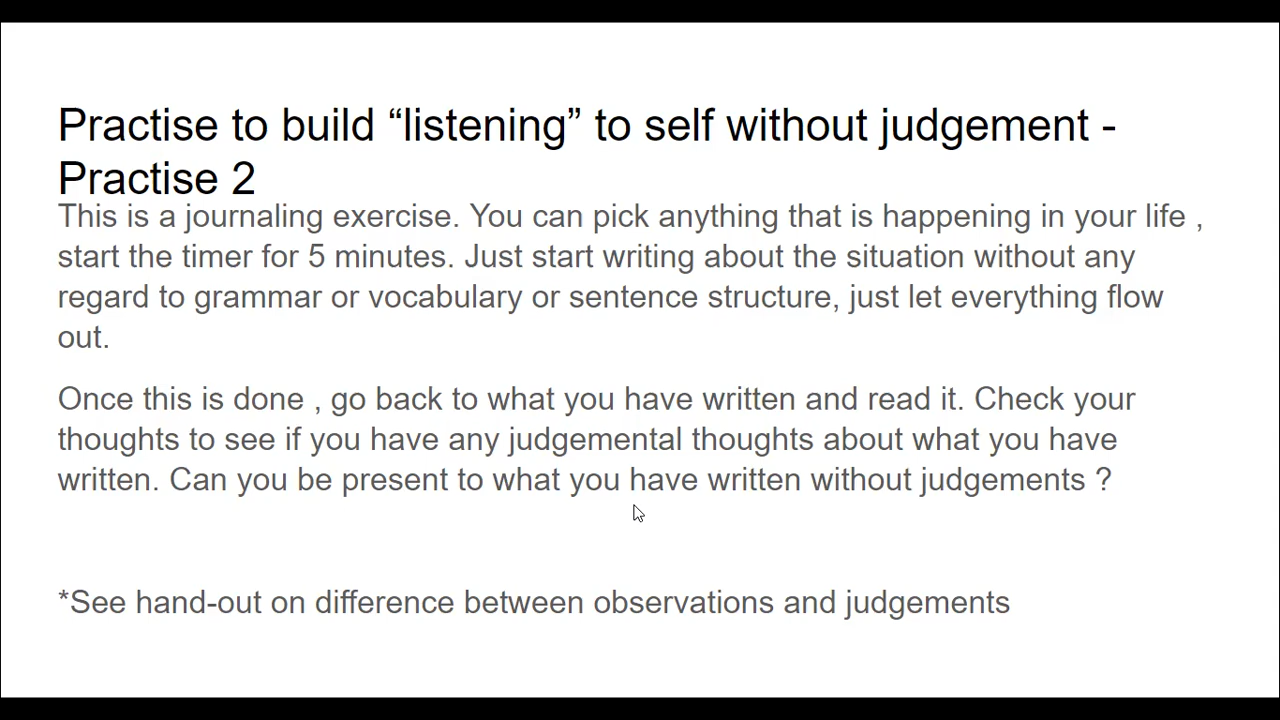 Practise to build “listening” to self without judgement -
Practise 2
This is a journaling exercise. You can pick anything that is happening in your life ,
start the timer for 5 minutes. Just start writing about the situation without any
regard to grammar or vocabulary or sentence structure, just let everything flow
out.
Once this is done , go back to what you have written and read it. Check your
thoughts to see if you have any judgemental thoughts about what you have
written. Can you be present to what you have written without judgements ?
*See hand-out on difference between observations and judgements